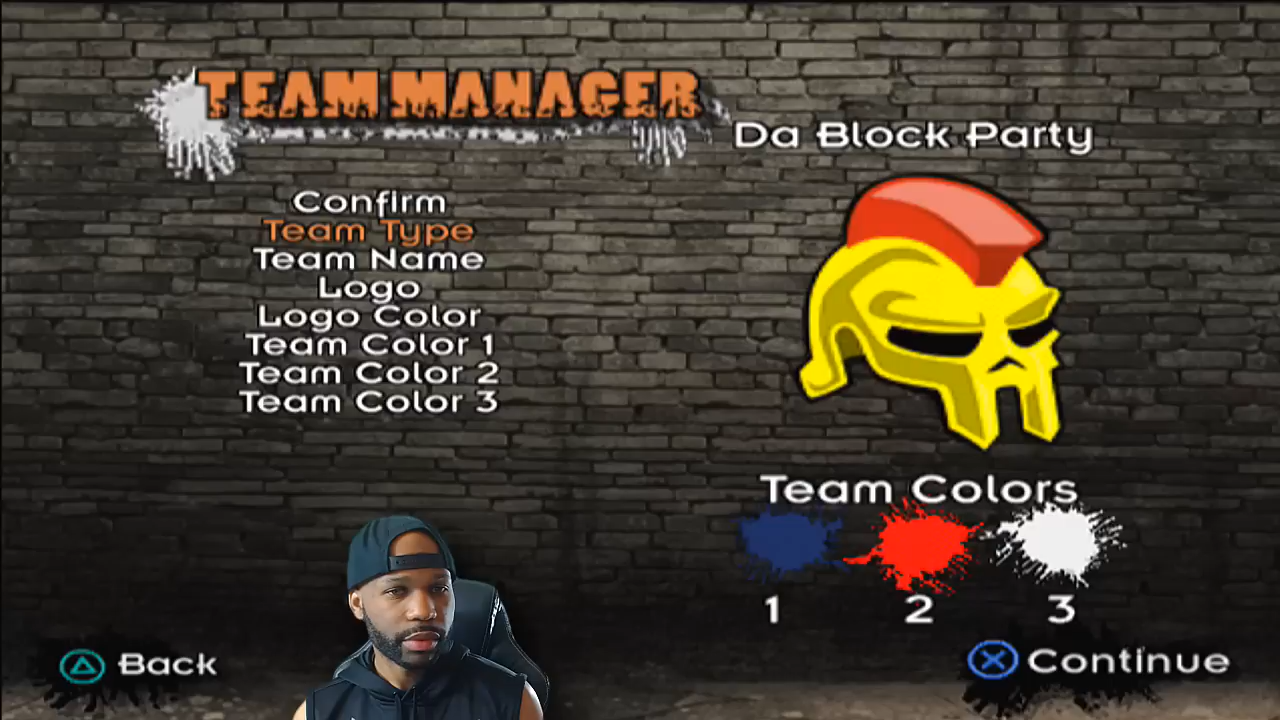 TEAM MANAGER
Da Block Party
Confirm
Team Type
Team Name
Logo
Logo Color
Team Color 1
Team Color 2
Team Color 3
Team Colors
1 2 3
Back
Continue